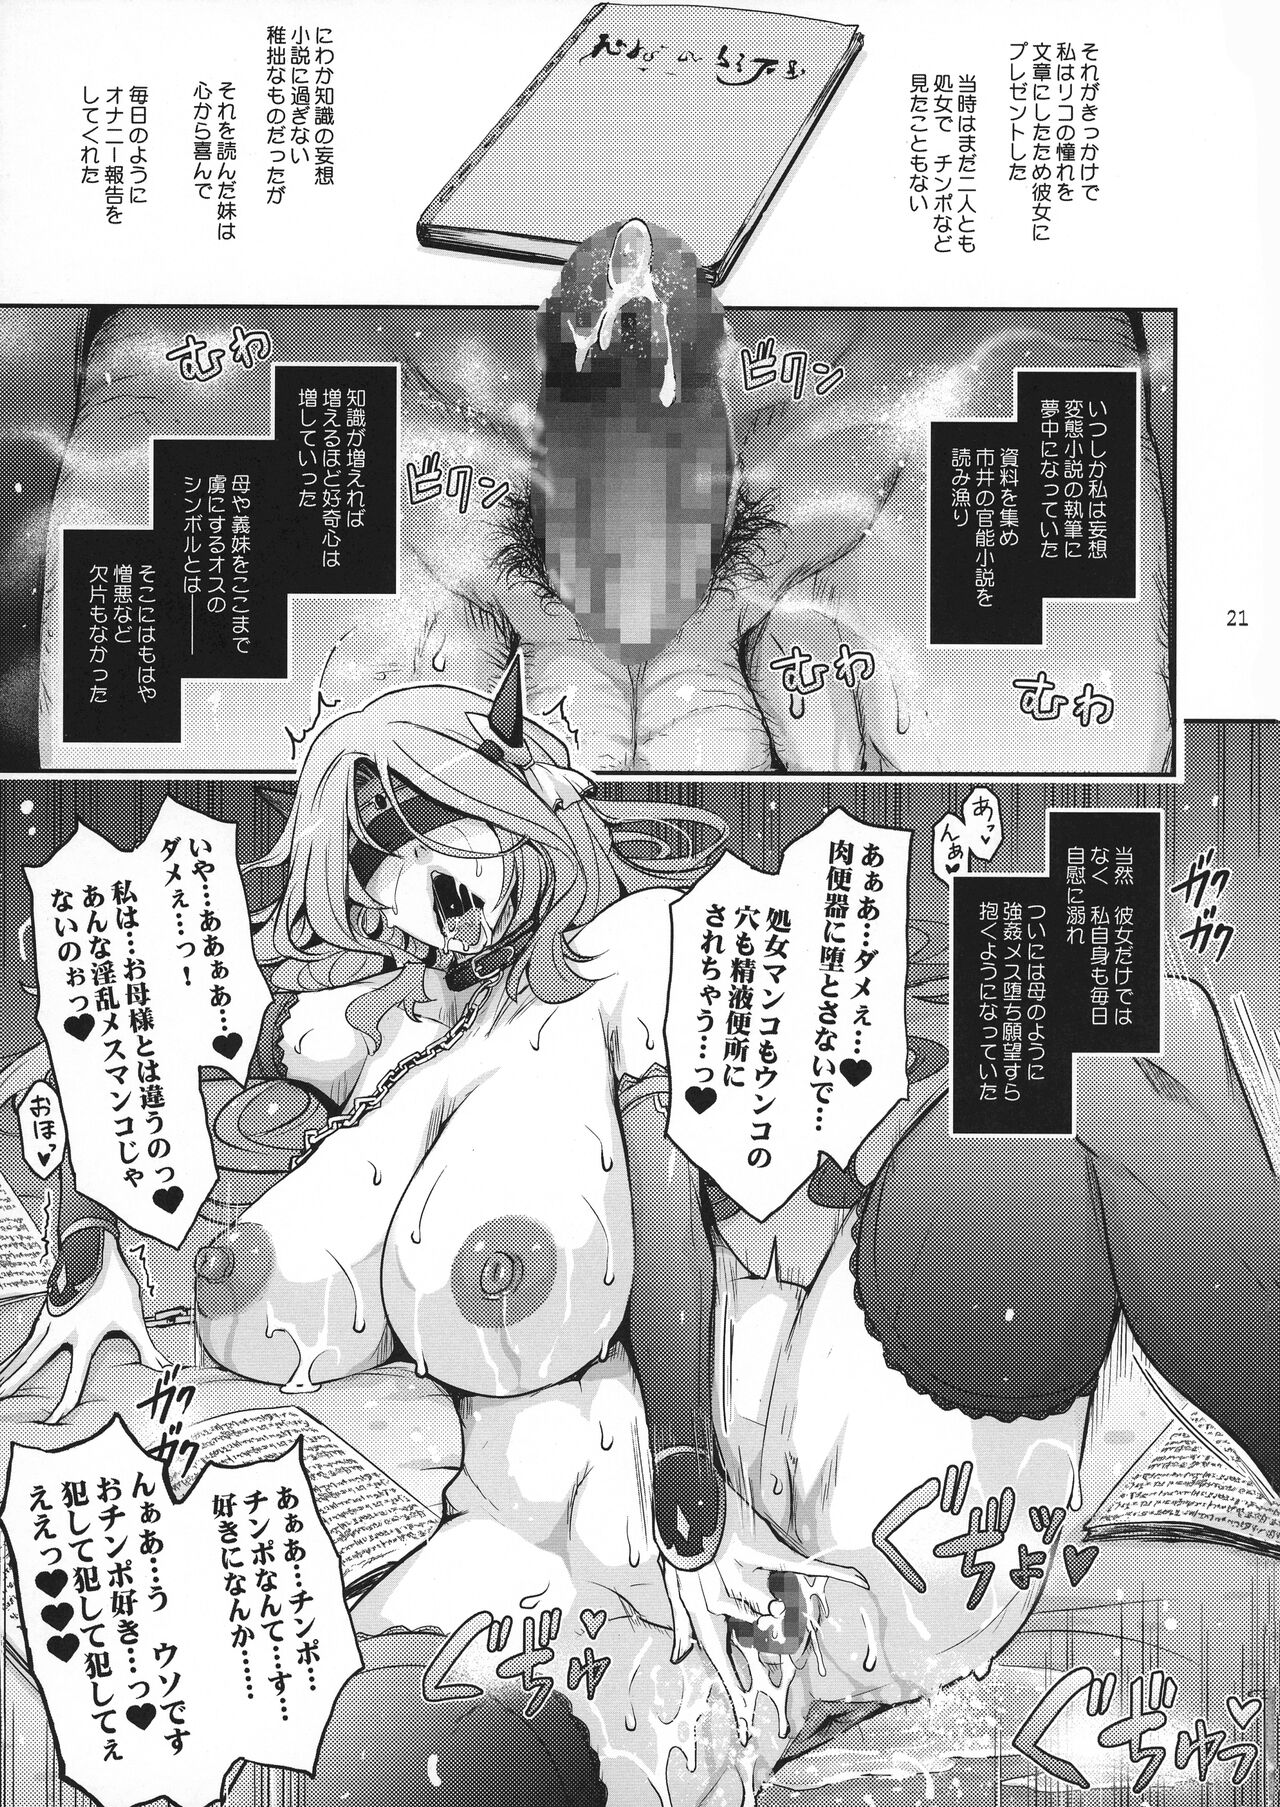 それがきっかけで
私はリコの憧れを
文章にしたため彼女に
プレゼントした
当時はまだ二人とも
処女で　チンポなど
見たこともない
にわか知識の妄想
小説に過ぎない
稚拙なものだったが
それを読んだ妹は
心から喜んで
毎日のように
オナニー報告を
してくれた
むわ
ビクン
ビクン
むわ
むわ
いつしか私は妄想
変態小説の執筆に
夢中になっていた
資料を集め
市井の官能小説を
読み漁り
知識が増えれば
増えるほど好奇心は
増していった
母や義妹をここまで
虜にするオスの
シンボルとは――
そこにはもはや
憎悪など
欠片もなかった
21
当然　彼女だけでは
なく　私自身も毎日
自慰に溺れ
ついには母のように
強姦メス堕ち願望すら
抱くようになっていた
あっ♥
んぁ♥
ガクガク
あぁあ…ダメぇ…♥
肉便器に堕とさないで…
処女マンコもウンコの
穴も精液便所に
されちゃう…っ♥
いや…ああぁあ…♥
ダメぇ…っ！
私は…お母様とは違うのっ♥
あんな淫乱メスマンコじゃ
ないのぉっ♥
おほっ♥
ガク
ガク
あぁぁ…チンポ…
チンポなんて…す…
好きになんか……
んぁあ…う　ウソです
おチンポ好き…っ♥
犯して犯して犯してぇ
ええっ♥♥♥
ぐちょッ♥
ぐぢゅっ♥
ぐぢゅっ♥